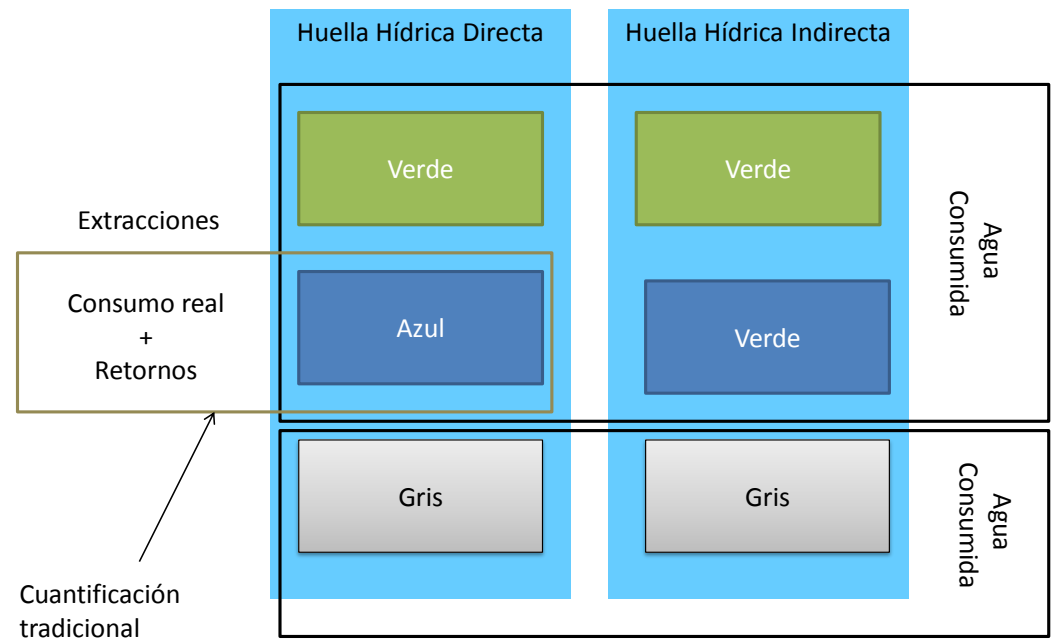 Huella Hídrica Directa
Huella Hídrica Indirecta
Verde
Verde
Agua
Consumida
Extracciones
Consumo real
+
Retornos
Azul
Verde
Gris
Gris
Agua
Consumida
Cuantificación
tradicional